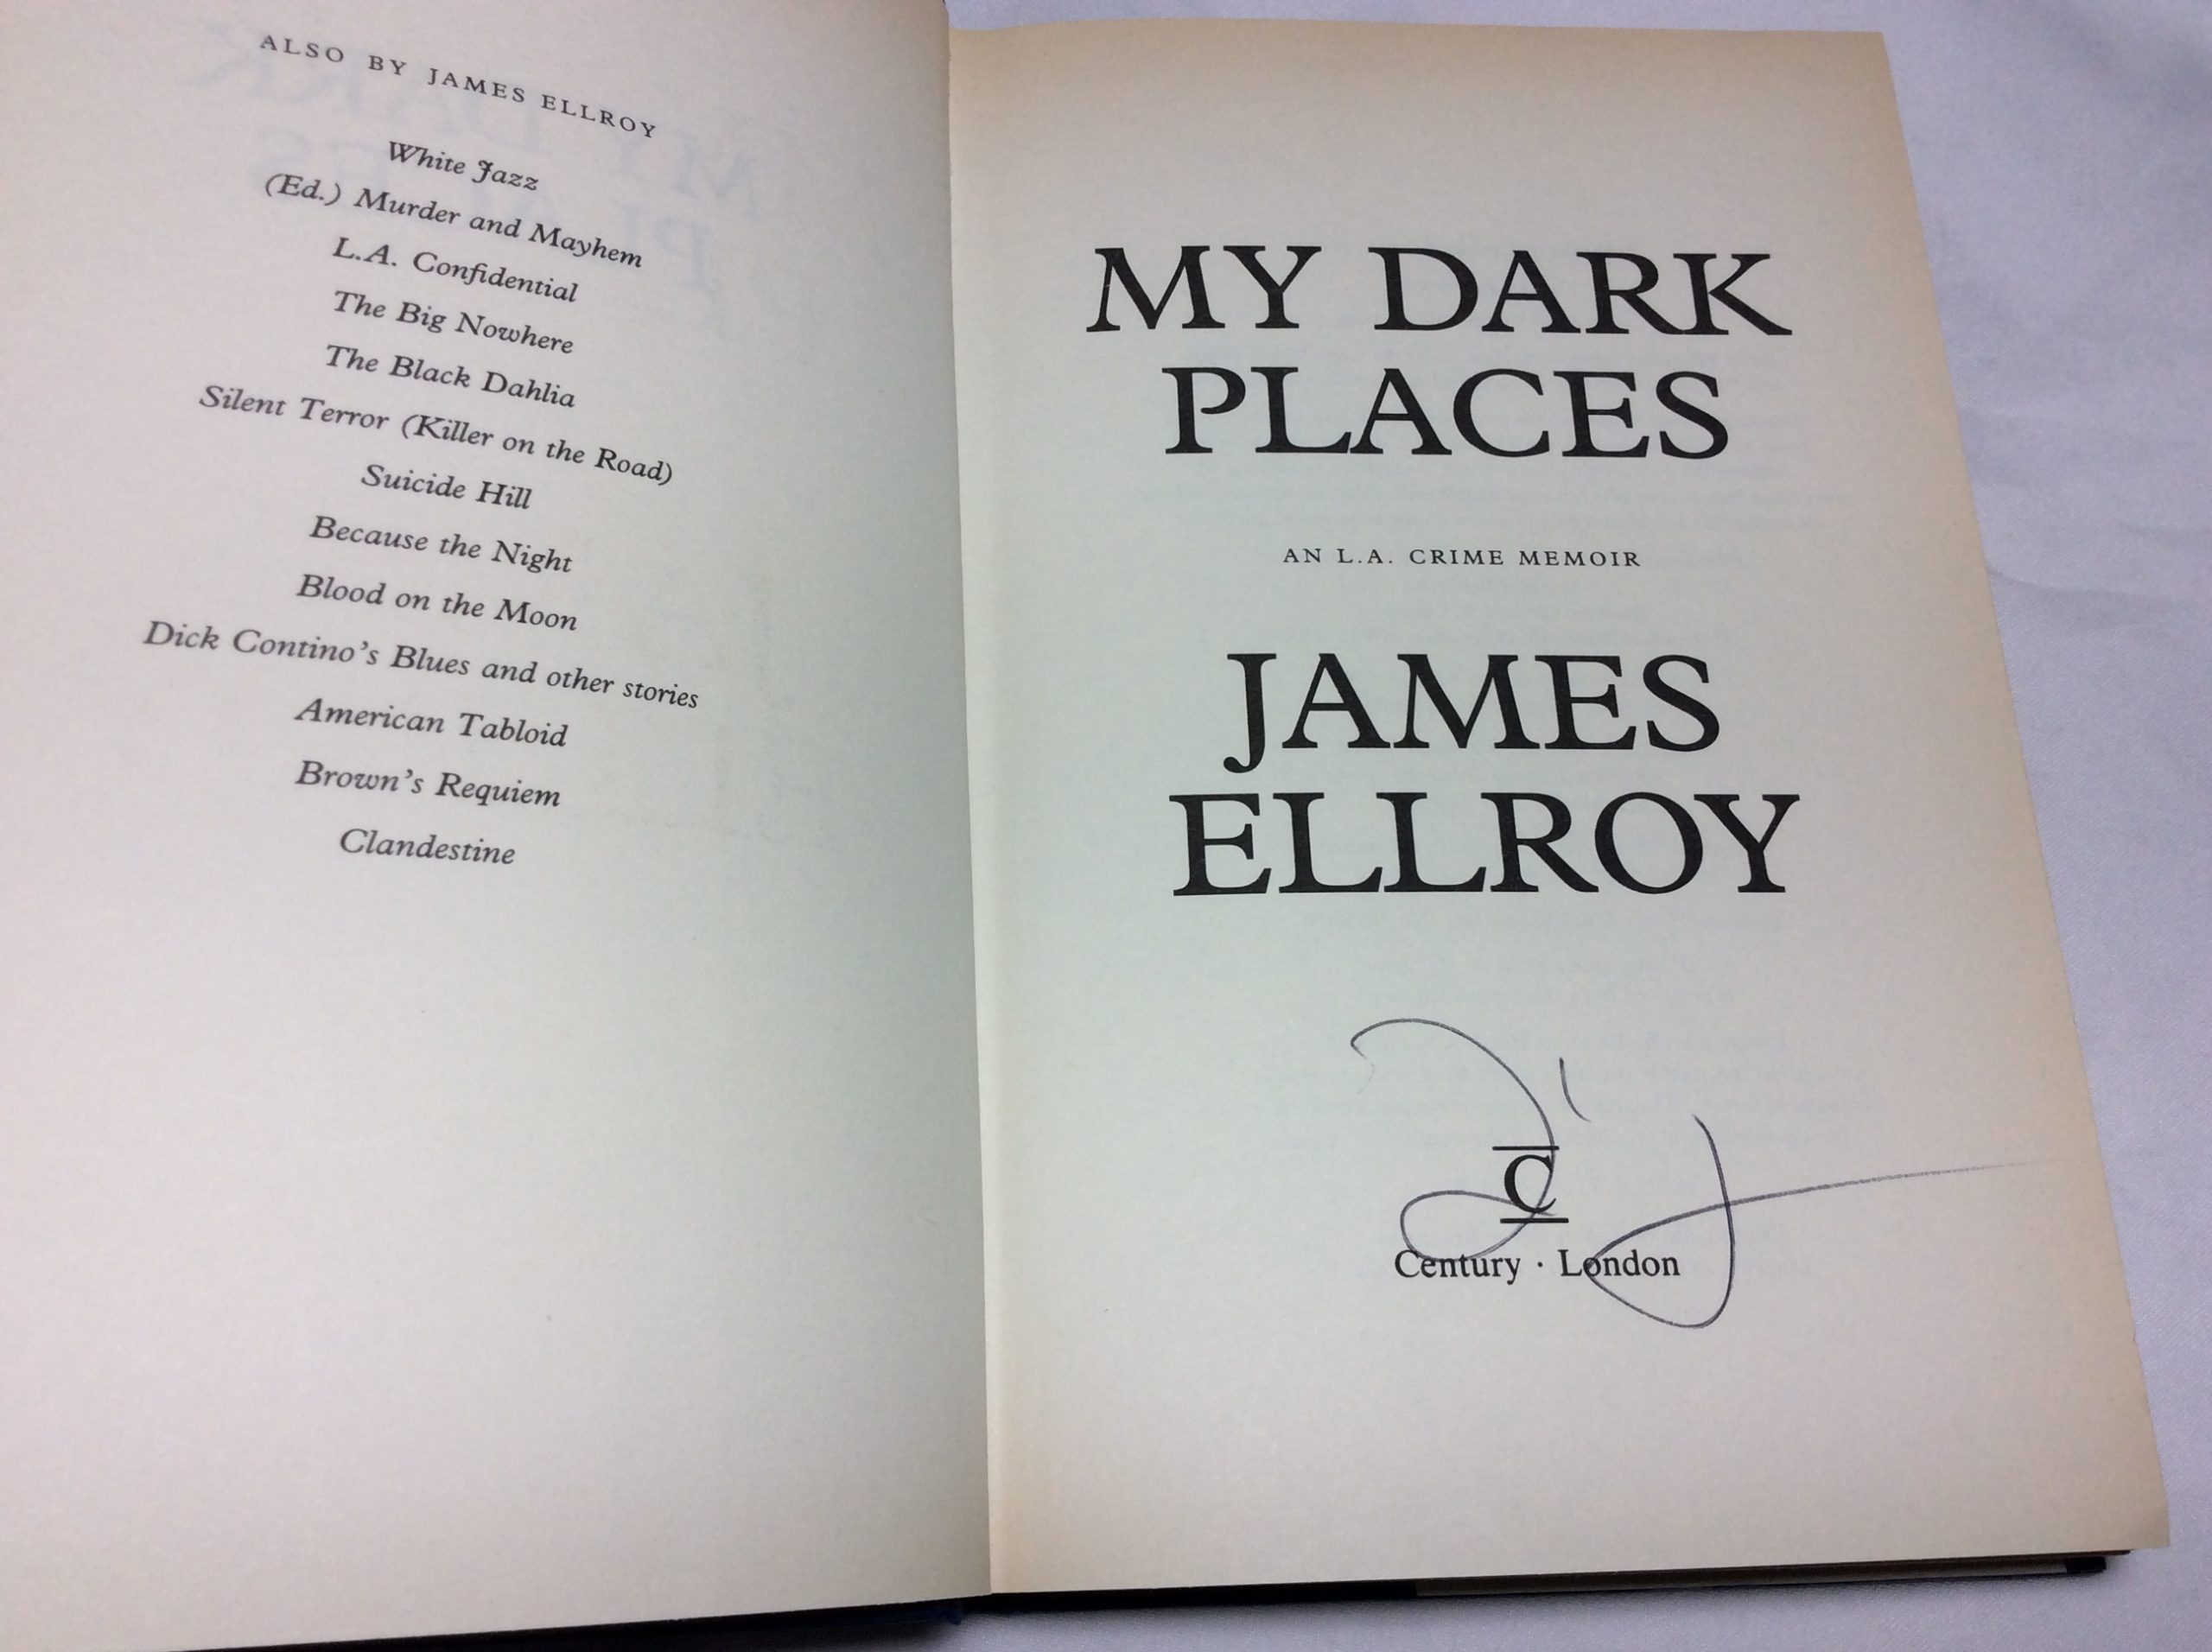 ALSO BY JAMES ELLROY
White Jazz
(Ed.) Murder and Mayhem
L.A. Confidential
The Big Nowhere
The Black Dahlia
Silent Terror (Killer on the Road)
Suicide Hill
Because the Night
Blood on the Moon
Dick Contino's Blues and other stories
American Tabloid
Brown's Requiem
Clandestine
MY DARK
PLACES
AN L.A. CRIME MEMOIR
JAMES
ELLROY
C
Century · London